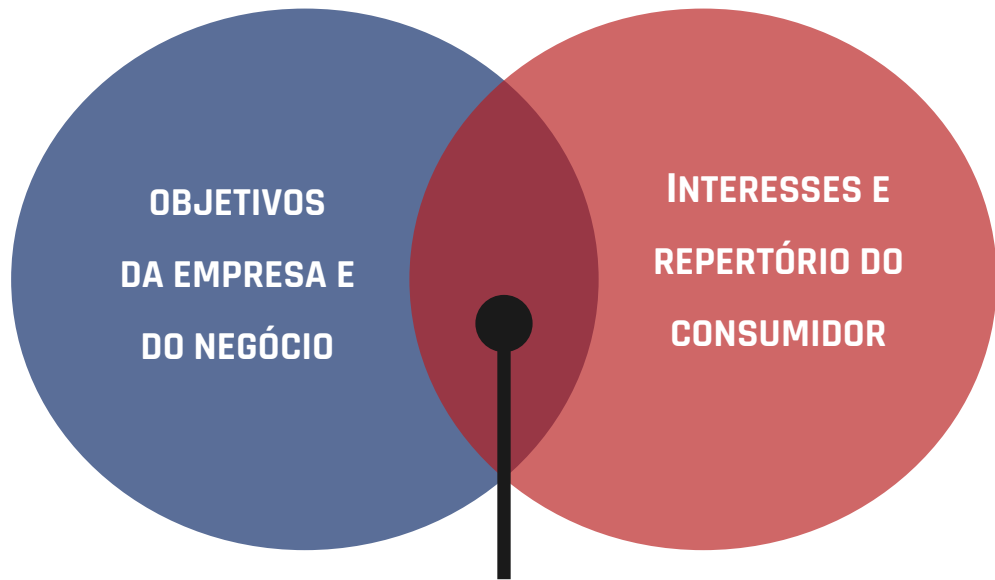 OBJETIVOS
DA EMPRESA E
DO NEGÓCIO
INTERESSES E
REPERTÓRIO DO
CONSUMIDOR